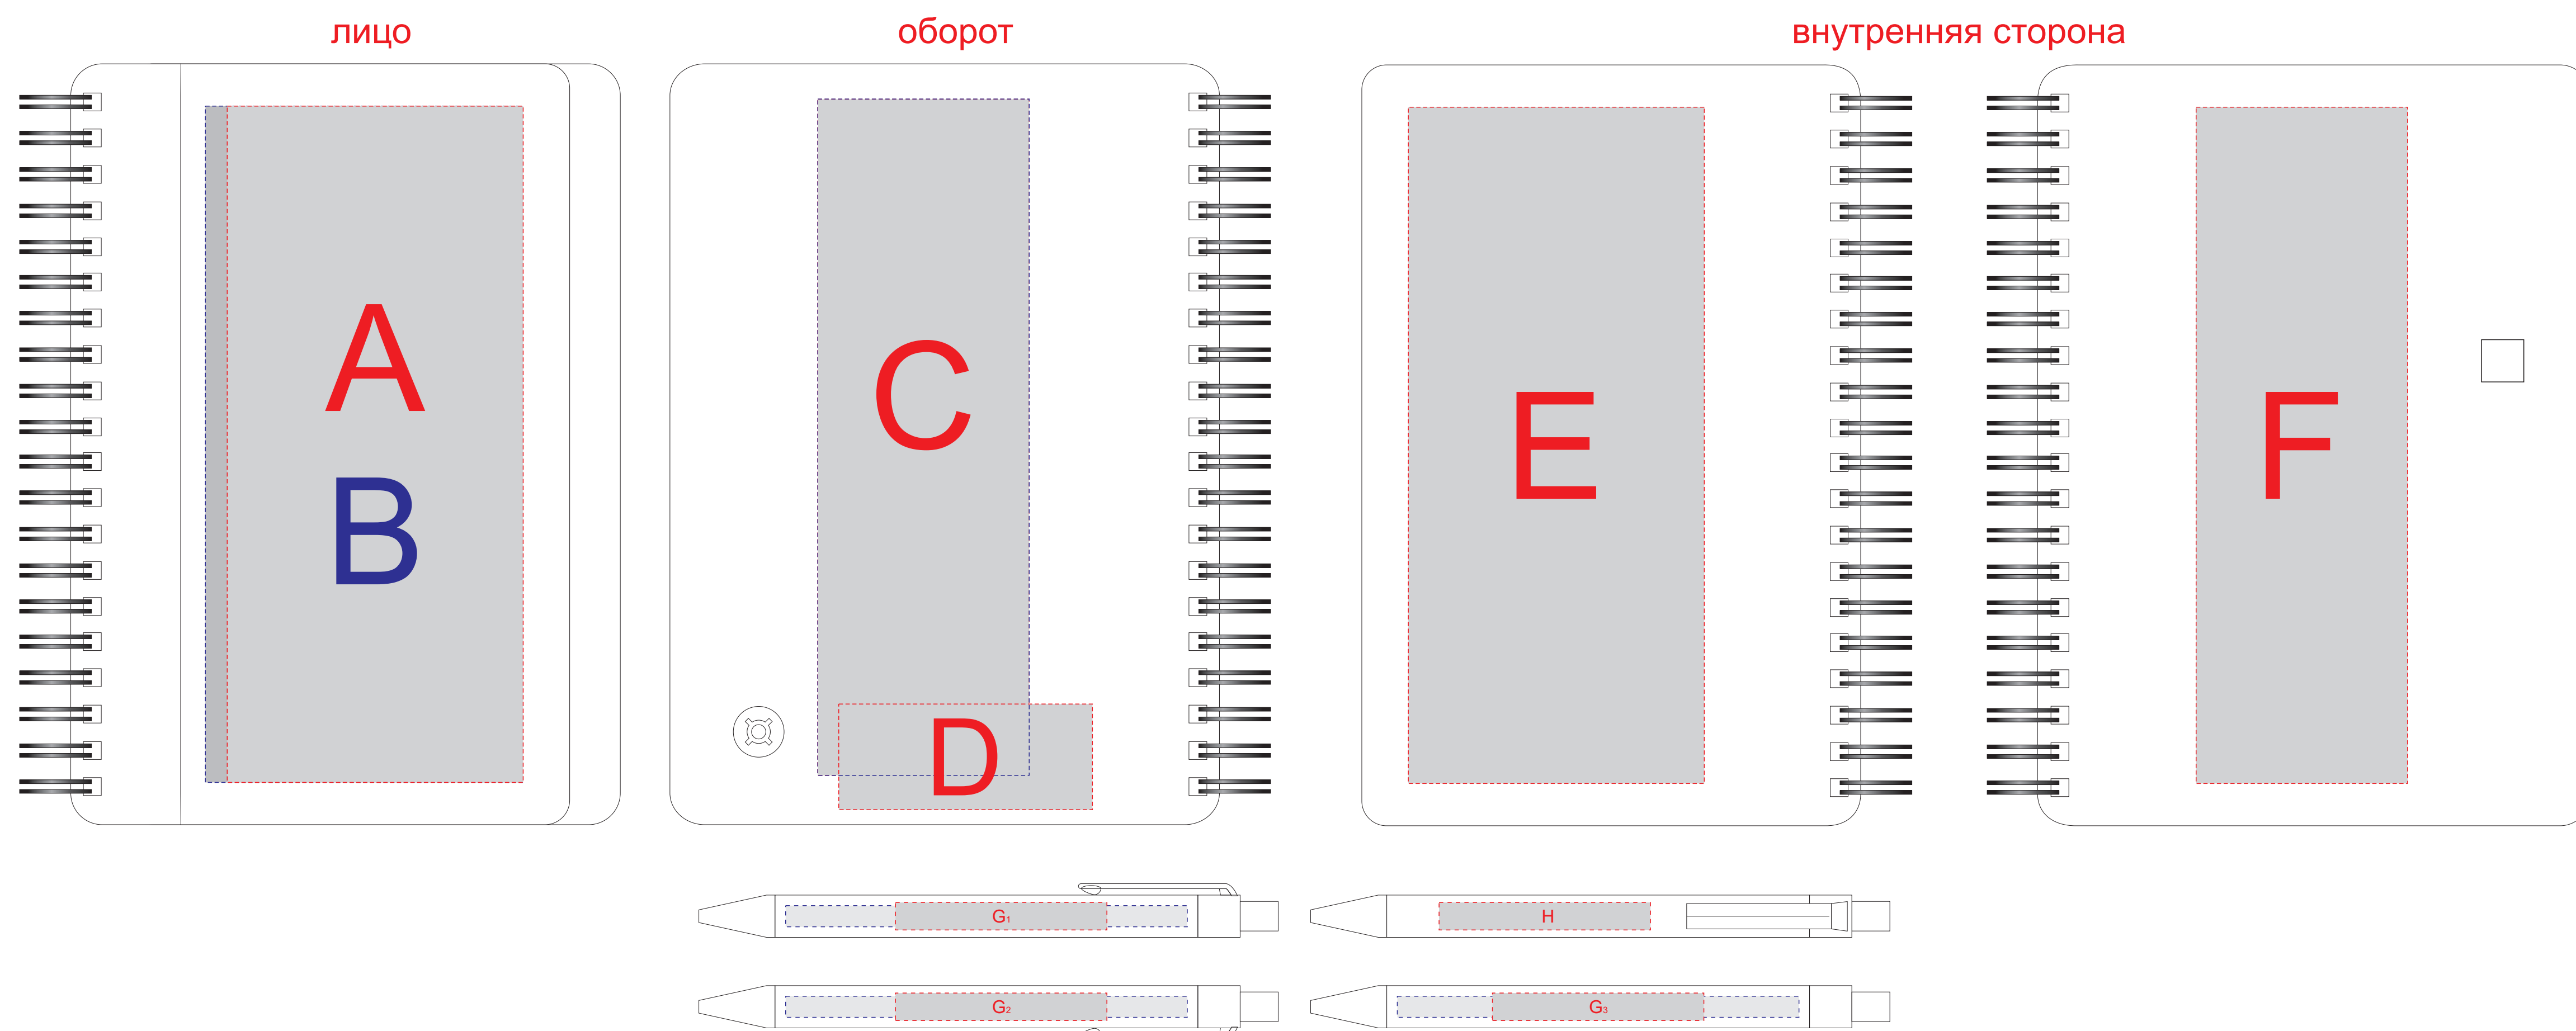 лицо
оборот
внутренняя сторона
A
B
C
D
E
F
G₁
H
G₂
G₃